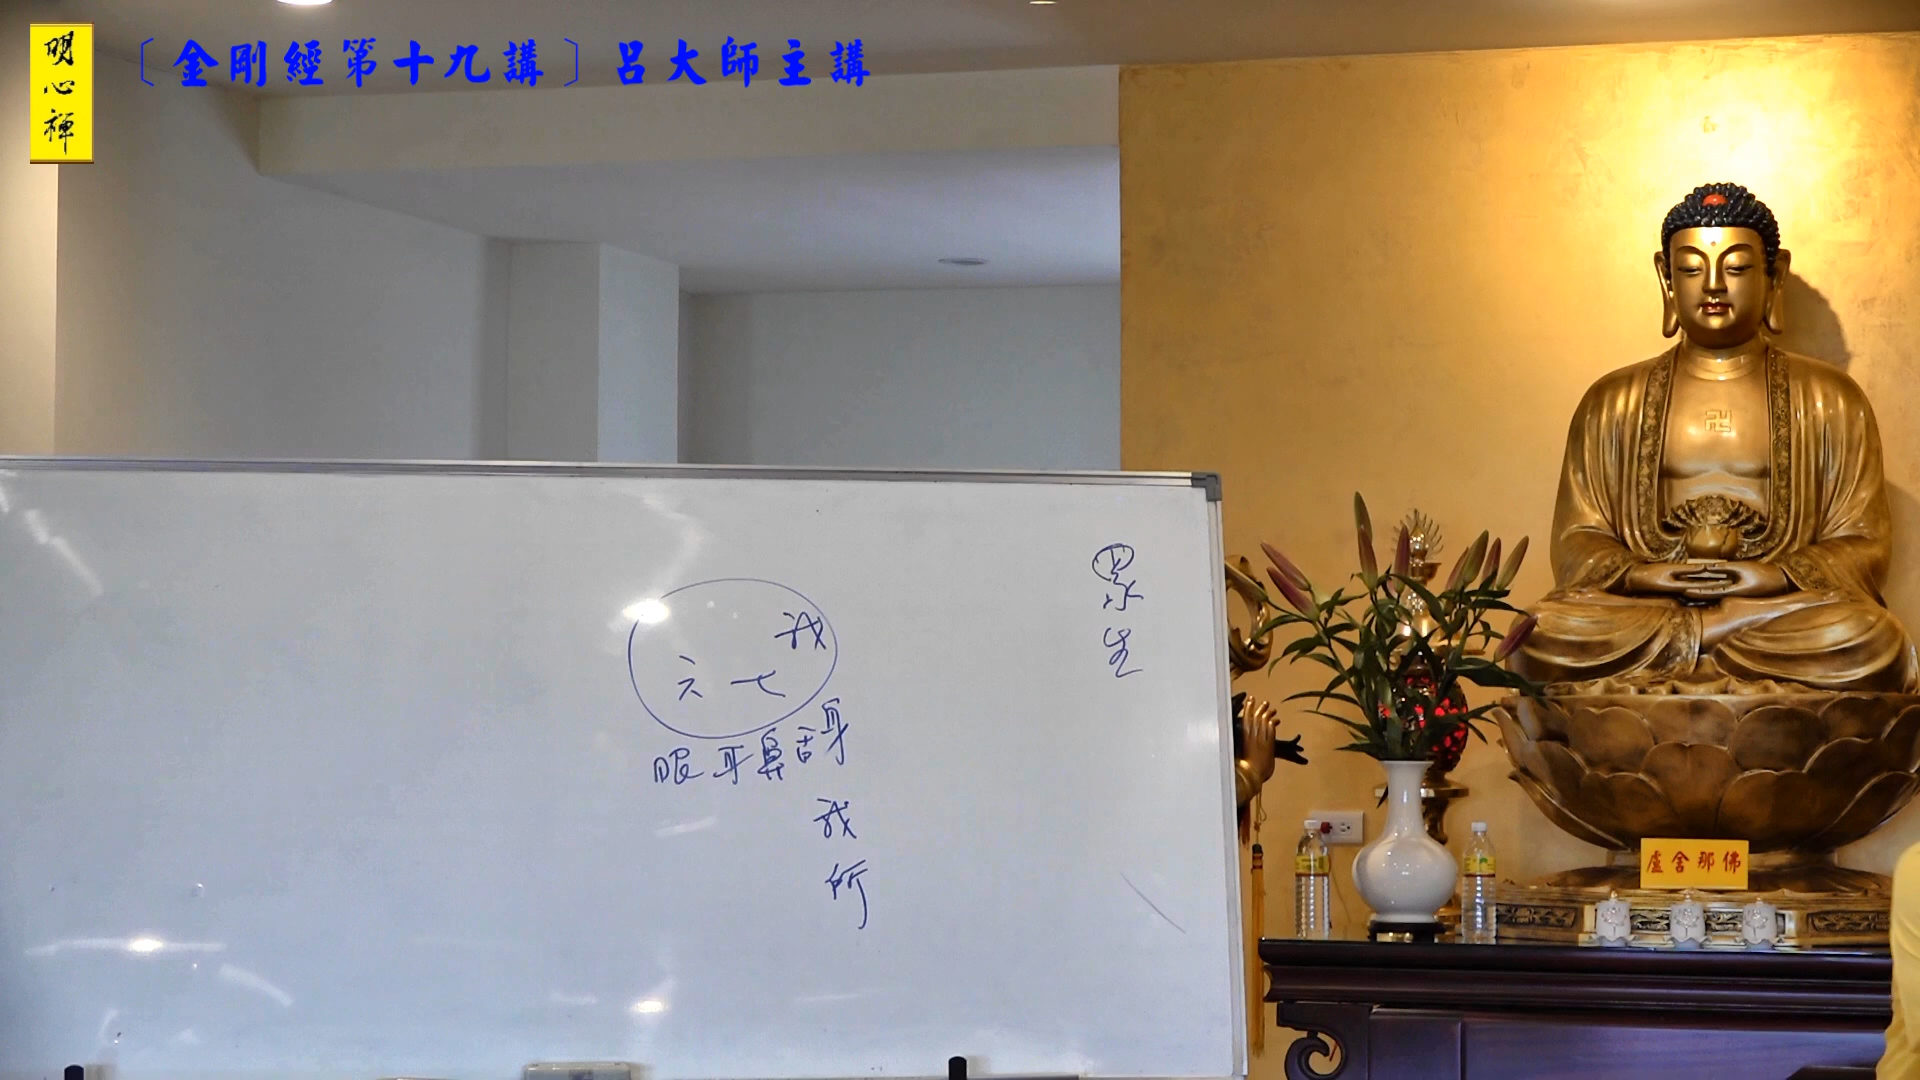 明心禪
〔金剛經第十九講〕呂大師主講
眾生
我
六 七
眼耳鼻舌身
我所
盧舍那佛